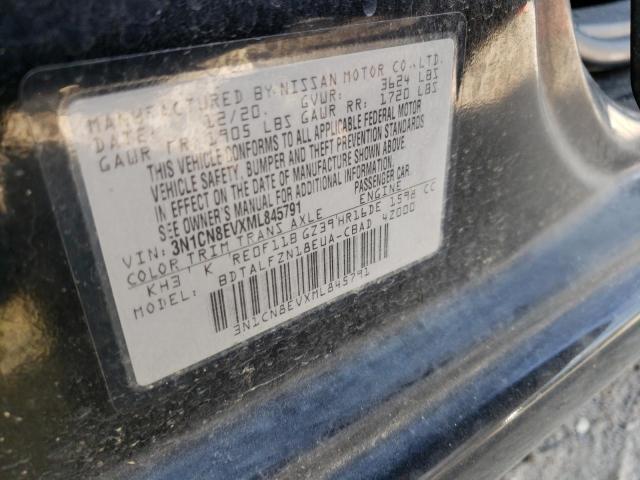 MANUFACTURED BY NISSAN MOTOR CO., LTD.
DATE: 12/20. GVWR: 3624 LBS
GAWR FR: 1905 LBS GAWR RR: 1720 LBS
THIS VEHICLE CONFORMS TO ALL APPLICABLE FEDERAL MOTOR
VEHICLE SAFETY, BUMPER AND THEFT PREVENTION STANDARDS
IN EFFECT ON THE DATE OF MANUFACTURE SHOWN ABOVE.
SEE OWNER'S MANUAL FOR ADDITIONAL INFORMATION.
VIN: 3N1CN8EVXML845791 PASSENGER CAR
COLOR TRIM TRANS AXLE ENGINE
KH3 K RE0F11B GZ39 HR16DE 1598 CC
MODEL: BDTALFZN18EUA-CBAD 42000
3N1CN8EVXML845791